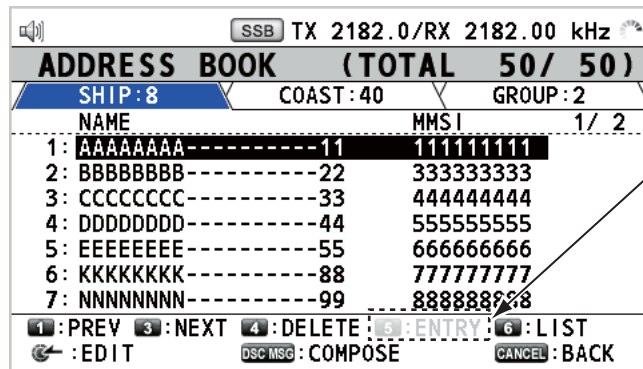 SSB TX 2182.0/RX 2182.00 kHz
ADDRESS BOOK (TOTAL 50/ 50)
SHIP:8 COAST:40 GROUP:2
NAME MMSI 1/ 2
1: AAAAAAAA----------11 111111111
2: BBBBBBBB----------22 333333333
3: CCCCCCCC----------33 444444444
4: DDDDDDDD----------44 555555555
5: EEEEEEEE----------55 666666666
6: KKKKKKKK----------88 777777777
7: NNNNNNNN----------99 888888888
1:PREV 3:NEXT 4:DELETE 5:ENTRY 6:LIST
:EDIT DSC MSG:COMPOSE CANCEL:BACK